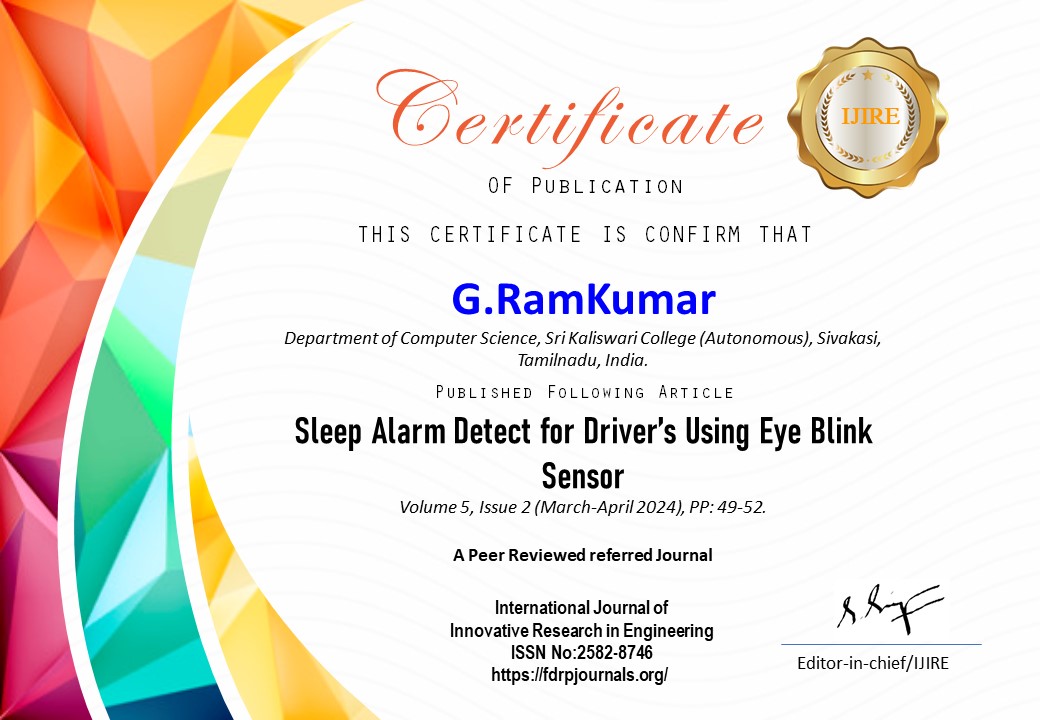 Certificate
IJIRE
OF Publication
THIS CERTIFICATE IS CONFIRM THAT
G.RamKumar
Department of Computer Science, Sri Kaliswari College (Autonomous), Sivakasi,
Tamilnadu, India.
Published Following Article
Sleep Alarm Detect for Driver’s Using Eye Blink
Sensor
Volume 5, Issue 2 (March-April 2024), PP: 49-52.
A Peer Reviewed referred Journal
International Journal of
Innovative Research in Engineering
ISSN No:2582-8746
https://fdrpjournals.org/
Editor-in-chief/IJIRE